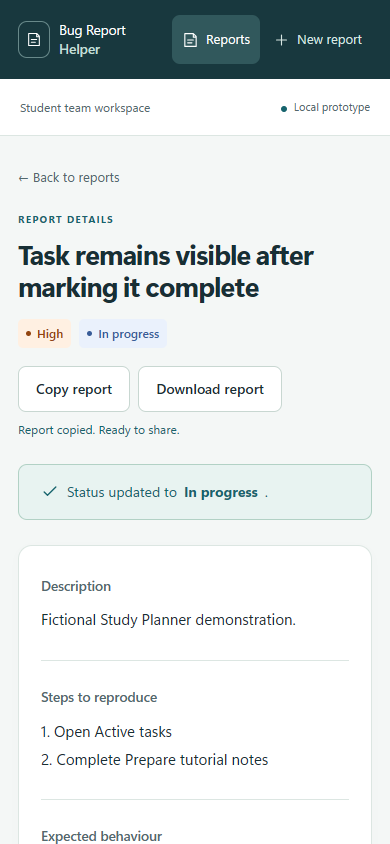 Bug Report
Helper
Reports
New report
Student team workspace
Local prototype
← Back to reports
REPORT DETAILS
Task remains visible after
marking it complete
High
In progress
Copy report
Download report
Report copied. Ready to share.
Status updated to In progress .
Description
Fictional Study Planner demonstration.
Steps to reproduce
1. Open Active tasks
2. Complete Prepare tutorial notes
Expected behaviour